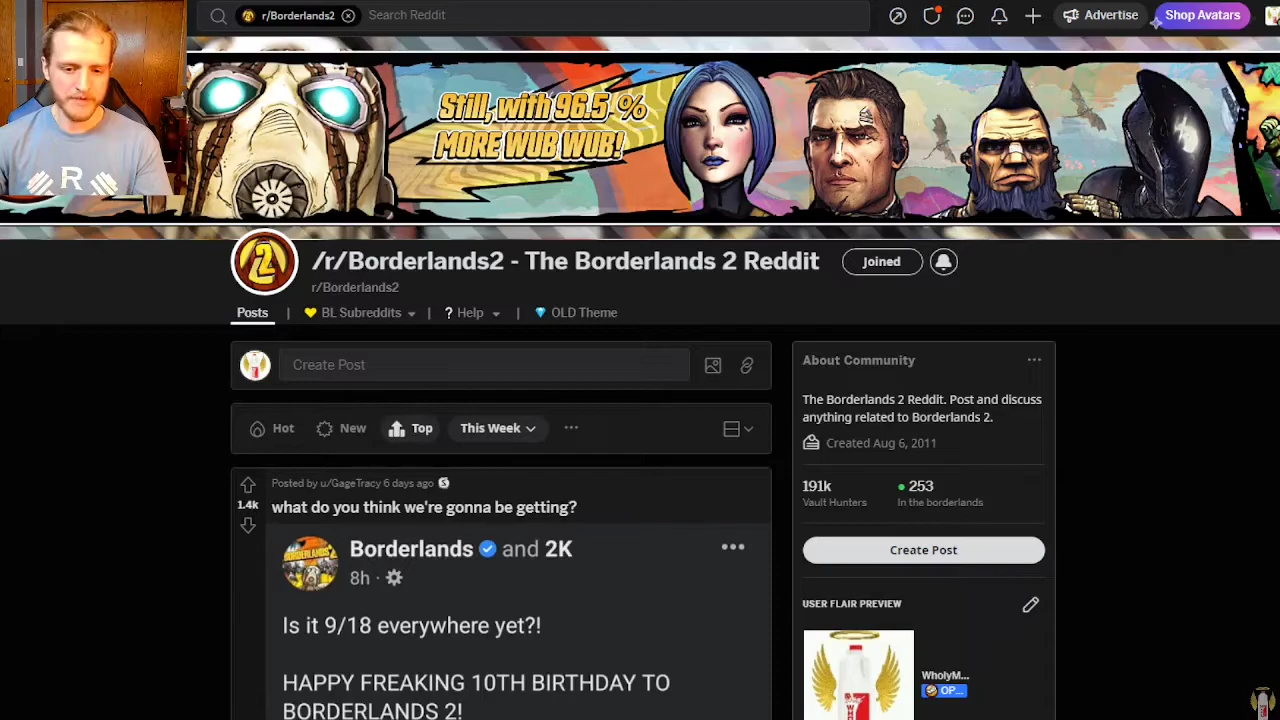 r/Borderlands2
Search Reddit
Advertise
Shop Avatars
Still, with 96.5 %
MORE WUB WUB!
R
2
/r/Borderlands2 - The Borderlands 2 Reddit
Joined
r/Borderlands2
Posts | BL Subreddits | ? Help | OLD Theme
Create Post
Hot New Top This Week
Posted by u/GageTracy 6 days ago
1.4k
what do you think we're gonna be getting?
Borderlands and 2K
8h ·
Is it 9/18 everywhere yet?!
HAPPY FREAKING 10TH BIRTHDAY TO
BORDERLANDS 2!
About Community
The Borderlands 2 Reddit. Post and discuss
anything related to Borderlands 2.
Created Aug 6, 2011
191k 253
Vault Hunters In the borderlands
Create Post
USER FLAIR PREVIEW
WholyM...
OP...